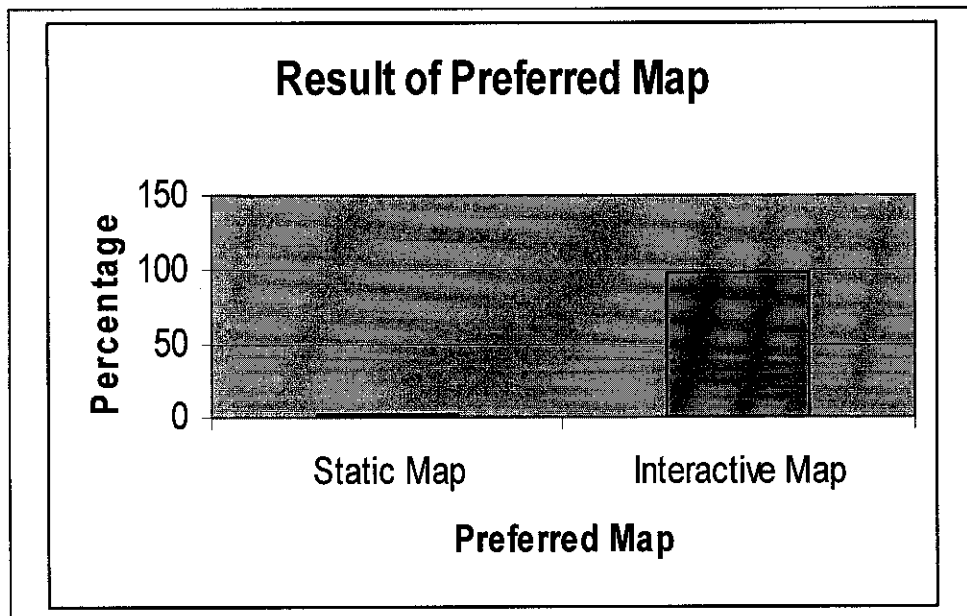 Result of Preferred Map
150
100
50
0
Percentage
Static Map
Interactive Map
Preferred Map